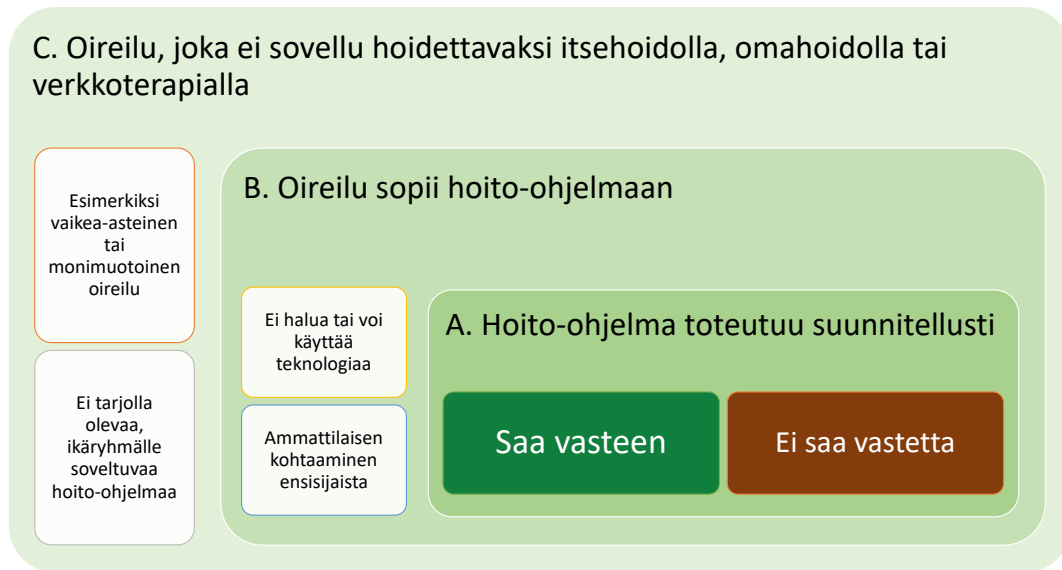 C. Oireilu, joka ei sovellu hoidettavaksi itsehoidolla, omahoidolla tai
verkkoterapialla
Esimerkiksi
vaikea-asteinen
tai
monimuotoinen
oireilu
Ei tarjolla
olevaa,
ikäryhmälle
soveltuvaa
hoito-ohjelmaa
B. Oireilu sopii hoito-ohjelmaan
Ei halua tai voi
käyttää
teknologiaa
Ammattilaisen
kohtaaminen
ensisijaista
A. Hoito-ohjelma toteutuu suunnitellusti
Saa vasteen
Ei saa vastetta